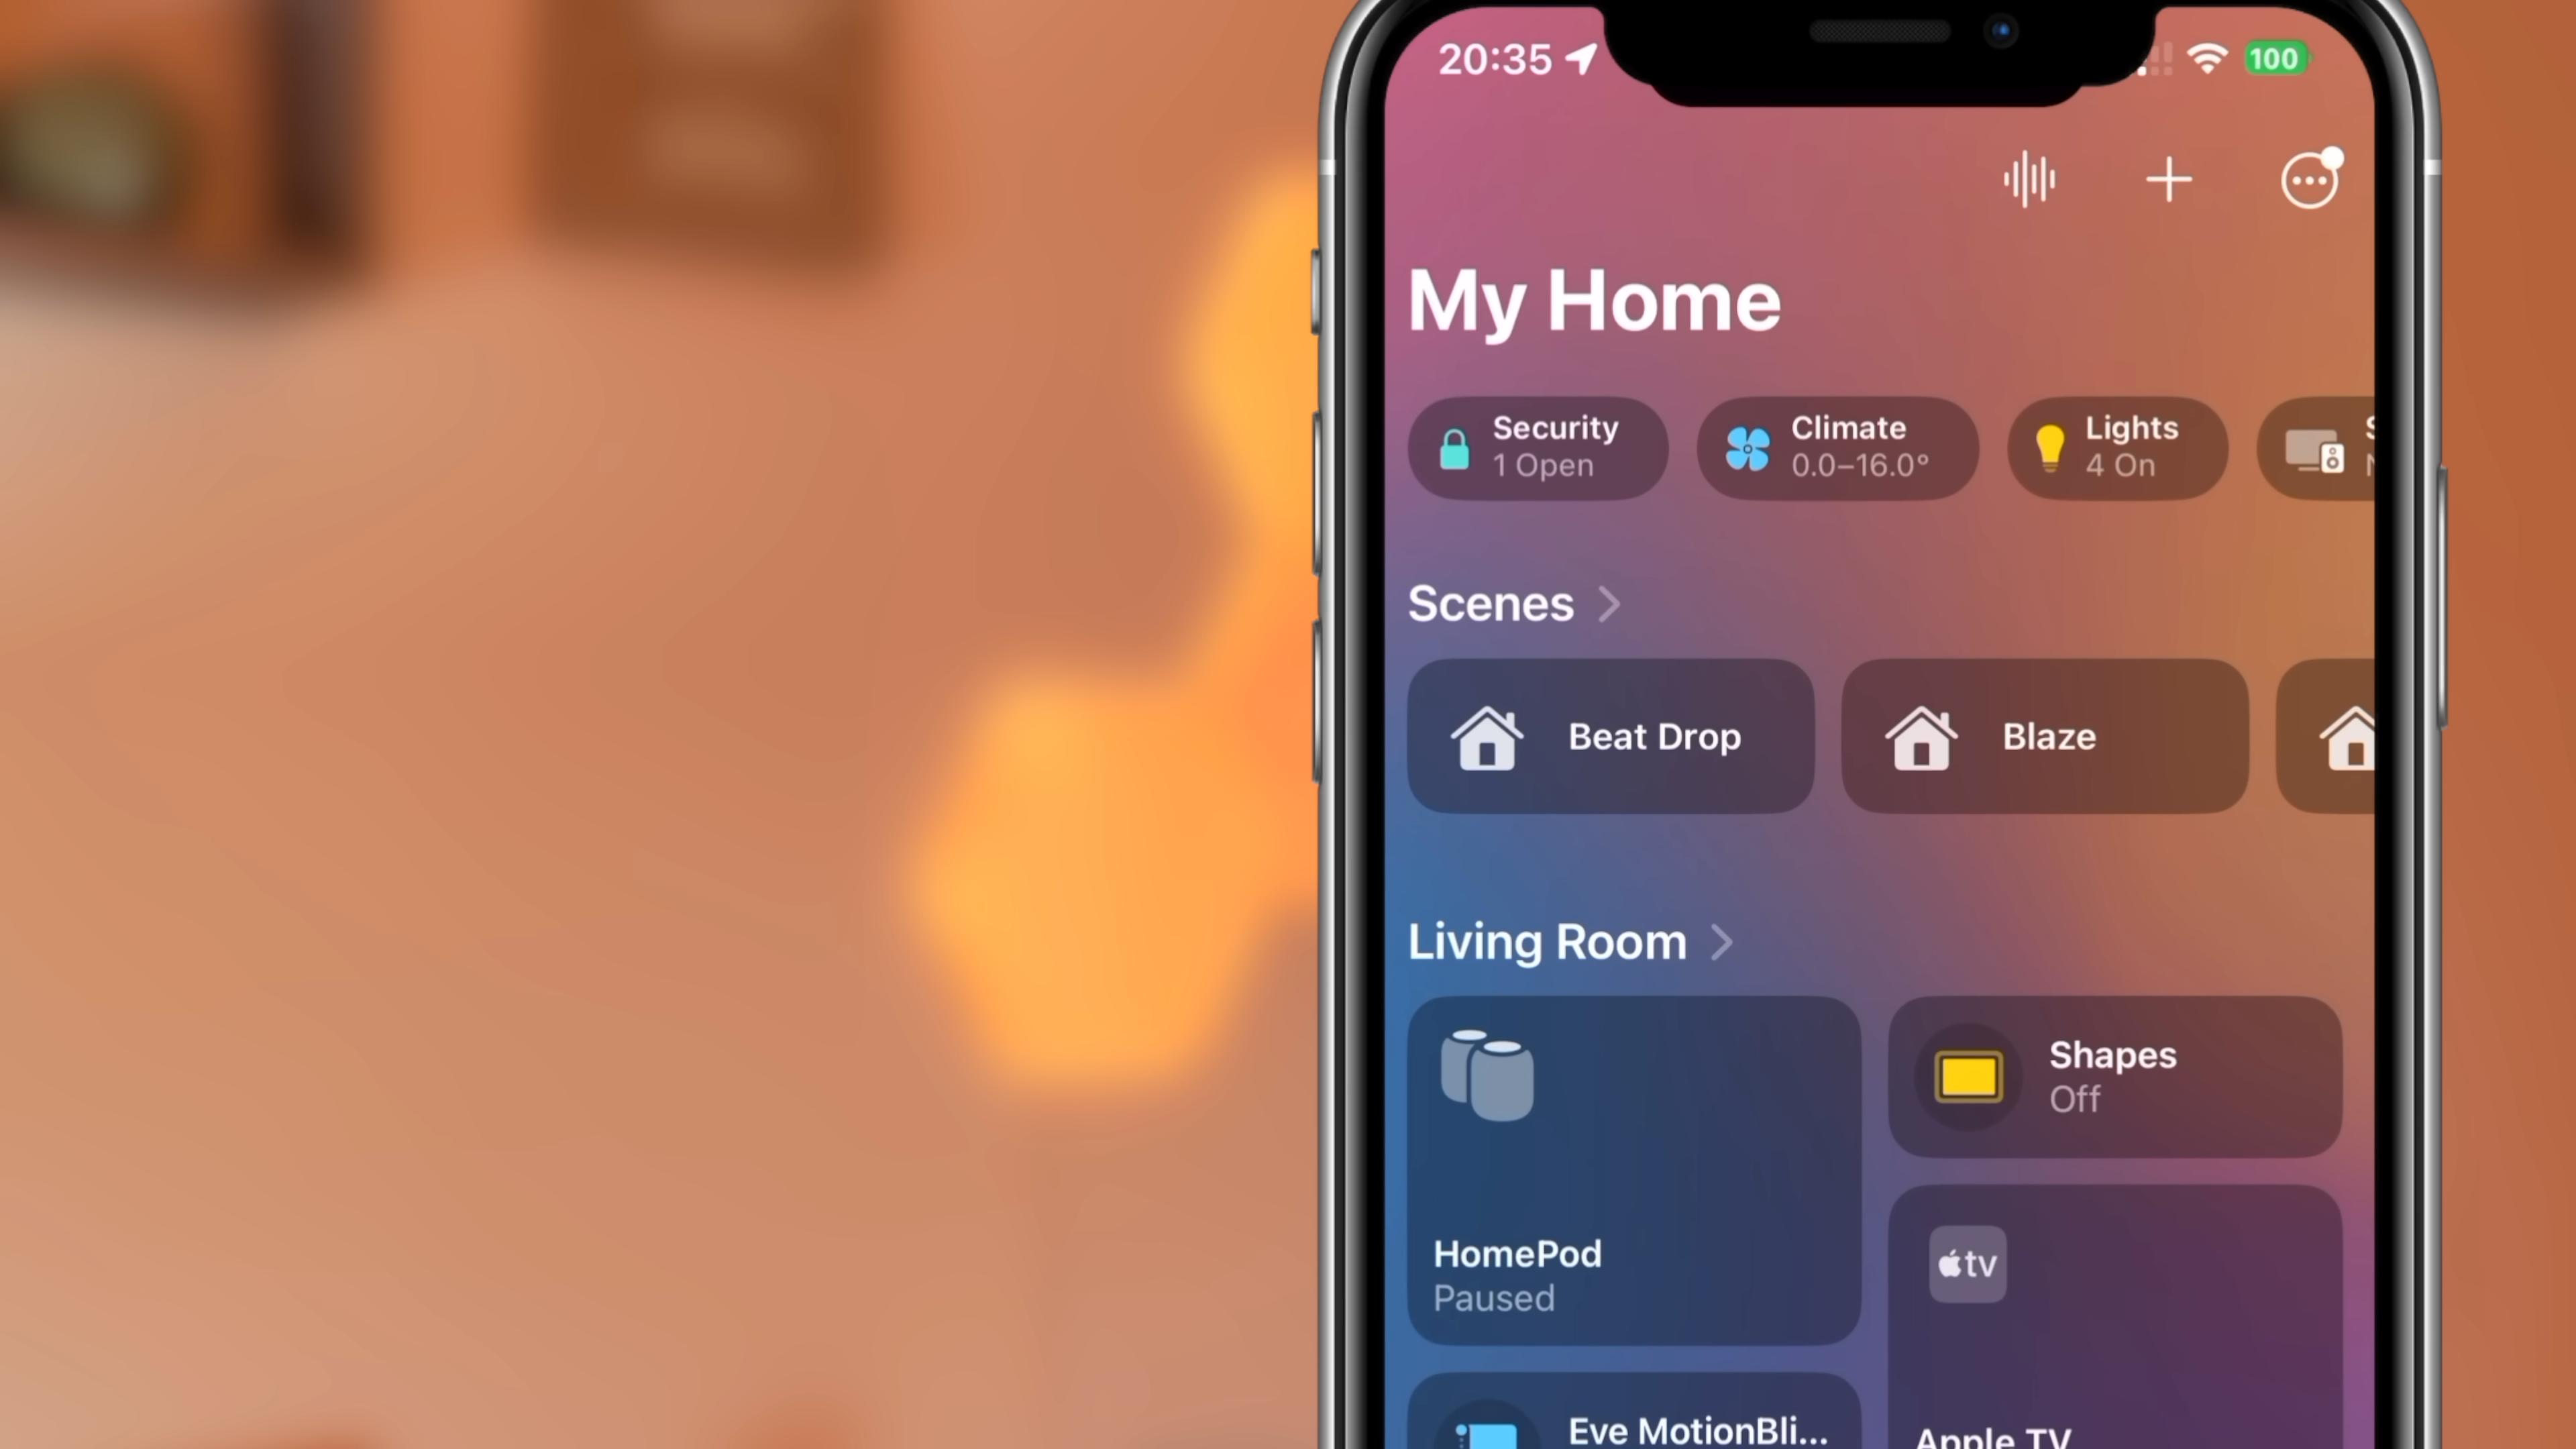 20:35
100
My Home
Security
1 Open
Climate
0.0–16.0°
Lights
4 On
Scenes
Beat Drop
Blaze
Living Room
HomePod
Paused
Shapes
Off
tv
Eve MotionBli...
Apple TV